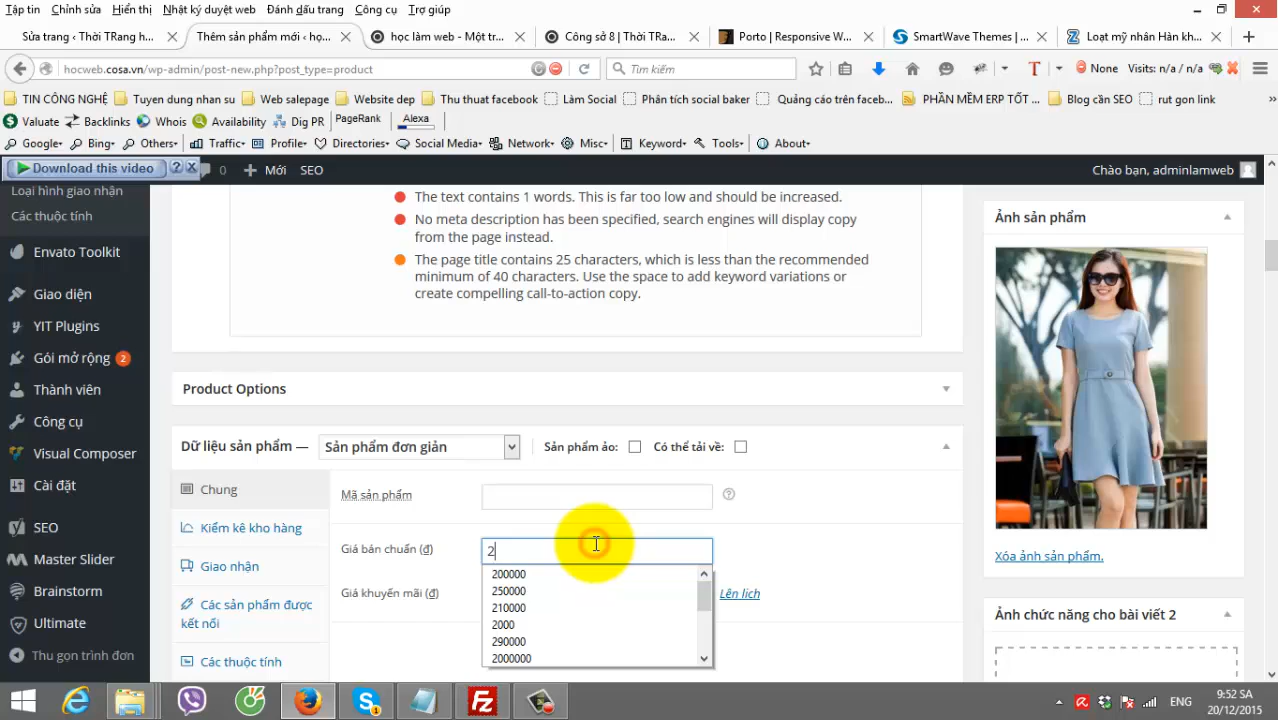 Tập tin Chỉnh sửa Hiển thị Nhật ký duyệt web Đánh dấu trang Công cụ Trợ giúp
Sửa trang ‹ Thời TRang h... Thêm sản phẩm mới ‹ họ... học làm web - Một tr... Công sở 8 | Thời TRa... Porto | Responsive W... SmartWave Themes | ... Loạt mỹ nhân Hàn kh...
hocweb.cosa.vn/wp-admin/post-new.php?post_type=product Tìm kiếm None Visits: n/a / n/a
TIN CÔNG NGHỆ Tuyen dung nhan su Web salepage Website dep Thu thuat facebook Làm Social Phân tích social baker Quảng cáo trên faceb... PHẦN MỀM ERP TỐT ... Blog cần SEO rut gon link
Valuate Backlinks Whois Availability Dig PR PageRank Alexa
Google Bing Others Traffic Profile Directories Social Media Network Misc Keyword Tools About
Download this video ? 0 Mới SEO Chào bạn, adminlamweb
Loại hình giao nhận
Các thuộc tính
Envato Toolkit
Giao diện
YIT Plugins
Gói mở rộng 2
Thành viên
Công cụ
Visual Composer
Cài đặt
SEO
Master Slider
Rainbow
Ultimate
Thu gọn trình đơn
The text contains 1 words. This is far too low and should be increased.
No meta description has been specified, search engines will display copy
from the page instead.
The page title contains 25 characters, which is less than the recommended
minimum of 40 characters. Use the space to add keyword variations or
create compelling call-to-action copy.
Product Options
Dữ liệu sản phẩm — Sản phẩm đơn giản Sản phẩm ảo: Có thể tải về:
Chung
Kiểm kê kho hàng
Giao nhận
Các sản phẩm được
kết nối
Các thuộc tính
Mã sản phẩm
Giá bán chuẩn (₫) 2
Giá khuyến mãi (₫) Lên lịch
200000
250000
210000
2000
290000
2000000
Ảnh sản phẩm
Xóa ảnh sản phẩm.
Ảnh chức năng cho bài viết 2
ENG 9:52 SA
20/12/2015